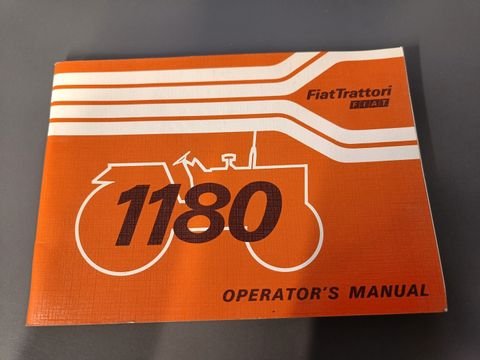 FiatTrattori
FIAT
1180
OPERATOR'S MANUAL